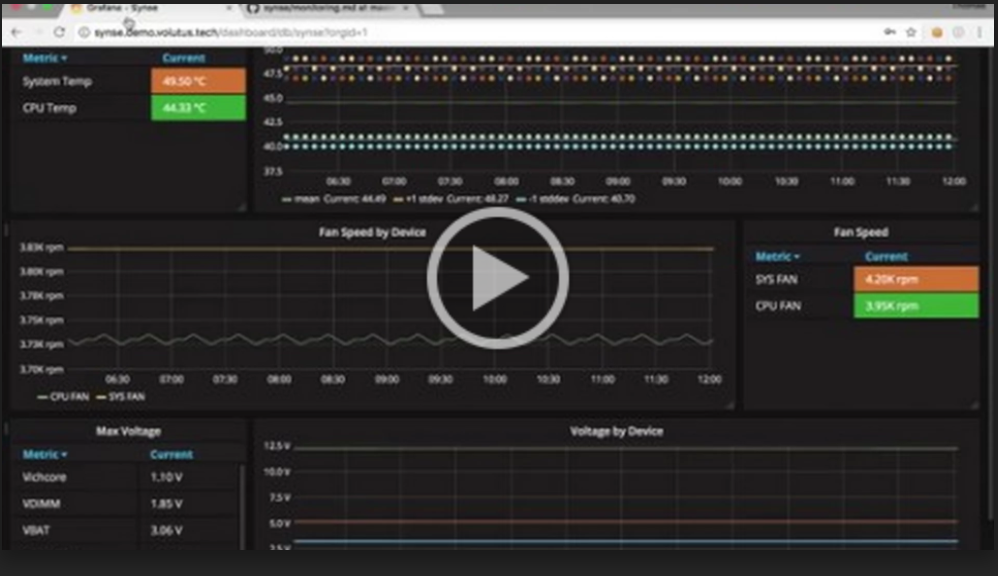 Grafana - Synse
synse/monitoring.md at mas
synse.demo.volutus.tech/dashboard/db/synse?orgId=1
Metric Current
System Temp 49.50 °C
CPU Temp 44.33 °C
50.0
47.5
45.0
42.5
40.0
37.5
06:30 07:00 07:30 08:00 08:30 09:00 09:30 10:00 10:30 11:00 11:30 12:00
mean Current: 44.49 +1 stdev Current: 48.27 -1 stddev Current: 40.70
Fan Speed by Device
3.83K rpm
3.80K rpm
3.78K rpm
3.75K rpm
3.73K rpm
3.70K rpm
06:30 07:00 07:30 08:00 08:30 09:00 09:30 10:00 10:30 11:00 11:30 12:00
CPU FAN SYS FAN
Fan Speed
Metric Current
SYS FAN 4.20K rpm
CPU FAN 3.95K rpm
Max Voltage
Metric Current
Vichcore 1.10 V
VDIMM 1.85 V
VBAT 3.06 V
Voltage by Device
12.5 V
10.0 V
7.5 V
5.0 V
2.5 V